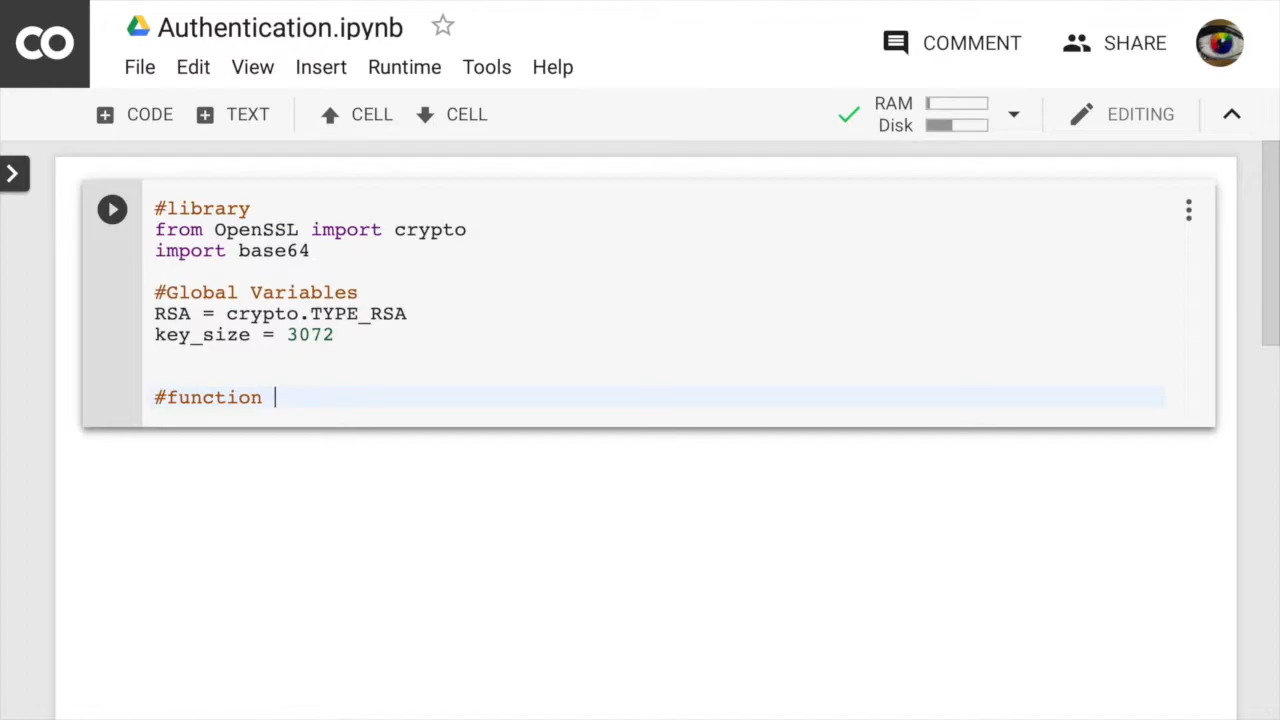 CO
Authentication.ipynb
File Edit View Insert Runtime Tools Help
COMMENT
SHARE
CODE
TEXT
CELL
CELL
RAM
Disk
EDITING
#library
from OpenSSL import crypto
import base64
#Global Variables
RSA = crypto.TYPE_RSA
key_size = 3072
#function